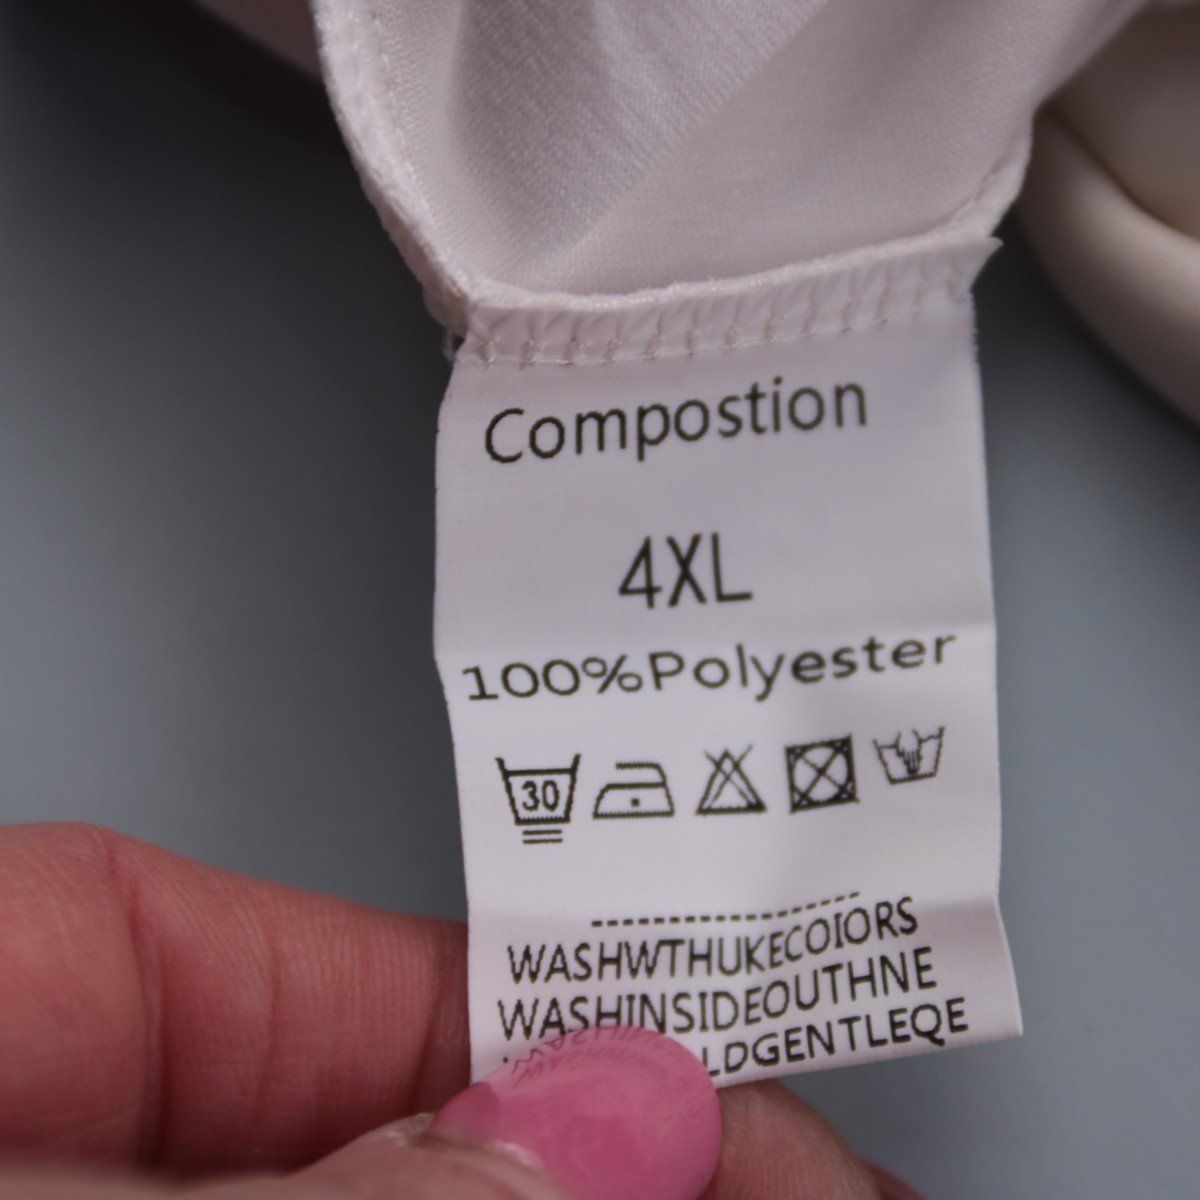 Compostion
4XL
100%Polyester
30
WASHWTHUKECOIORS
WASHINSIDEOUTHNE
LDGENTLEQE